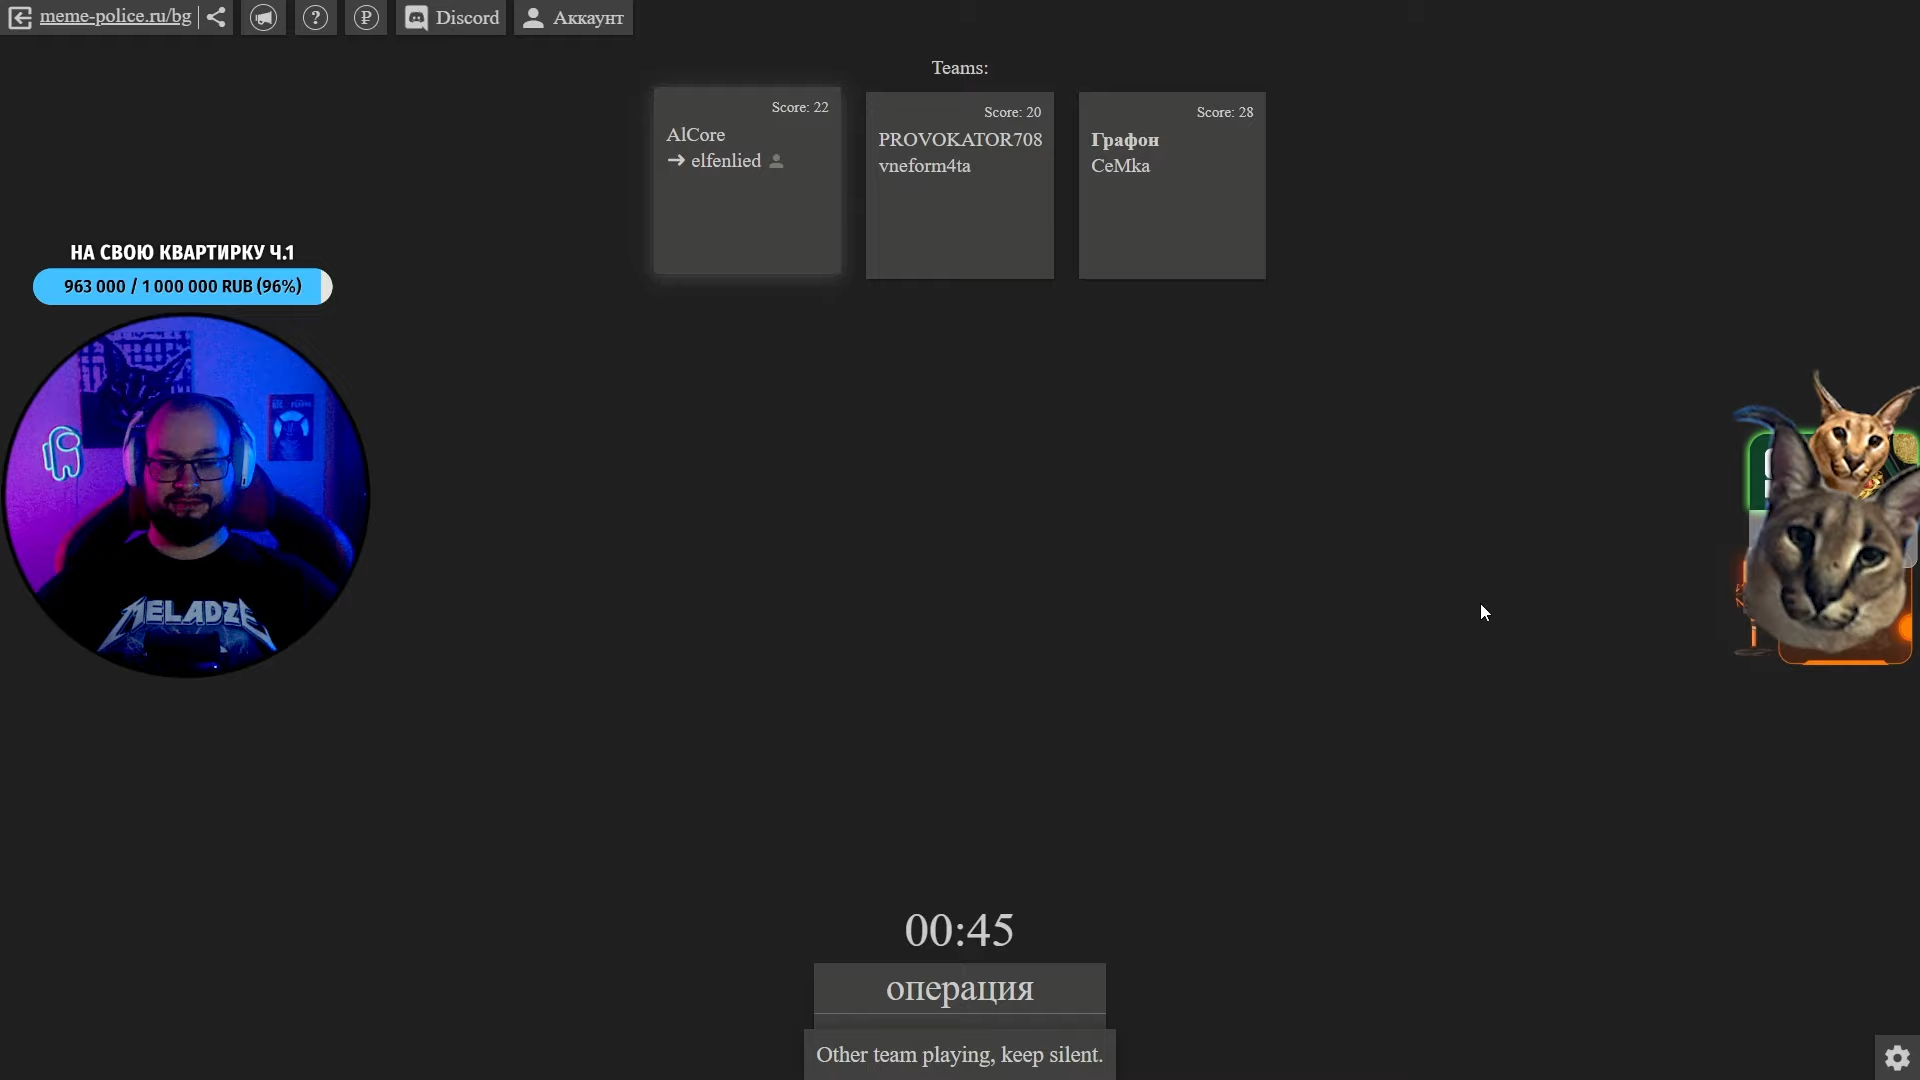 meme-police.ru/bg
Discord
Аккаунт
Teams:
Score: 22
AlCore
→ elfenlied
Score: 20
PROVOKATOR708
vneform4ta
Score: 28
Графон
CeMka
НА СВОЮ КВАРТИРКУ Ч.1
963 000 / 1 000 000 RUB (96%)
MELADZE
00:45
операция
Other team playing, keep silent.